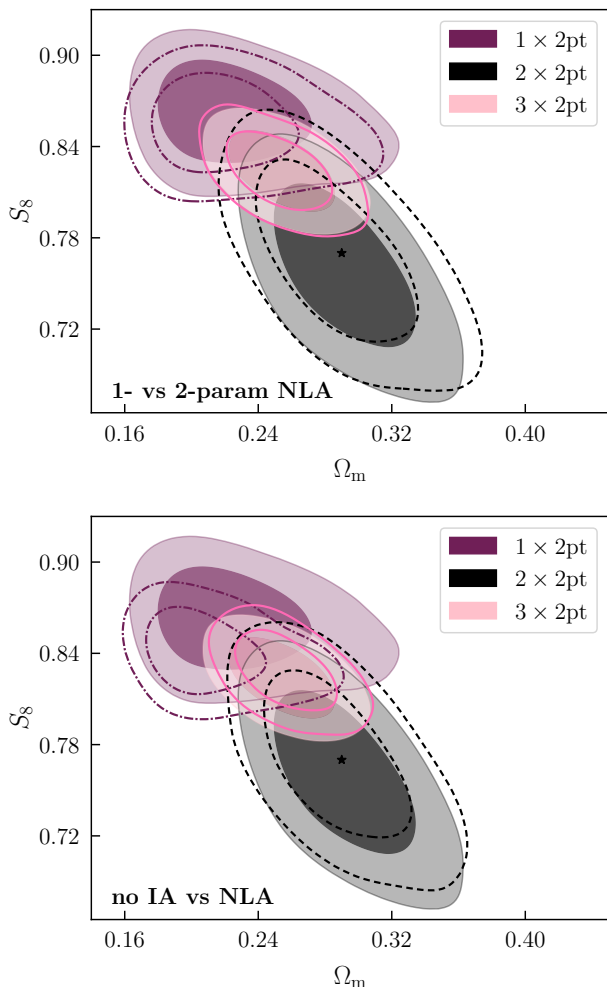 0.90
0.84
0.78
0.72
S₈
1 × 2pt
2 × 2pt
3 × 2pt
1- vs 2-param NLA
0.16 0.24 0.32 0.40
Ωₘ
0.90
0.84
0.78
0.72
S₈
1 × 2pt
2 × 2pt
3 × 2pt
no IA vs NLA
0.16 0.24 0.32 0.40
Ωₘ